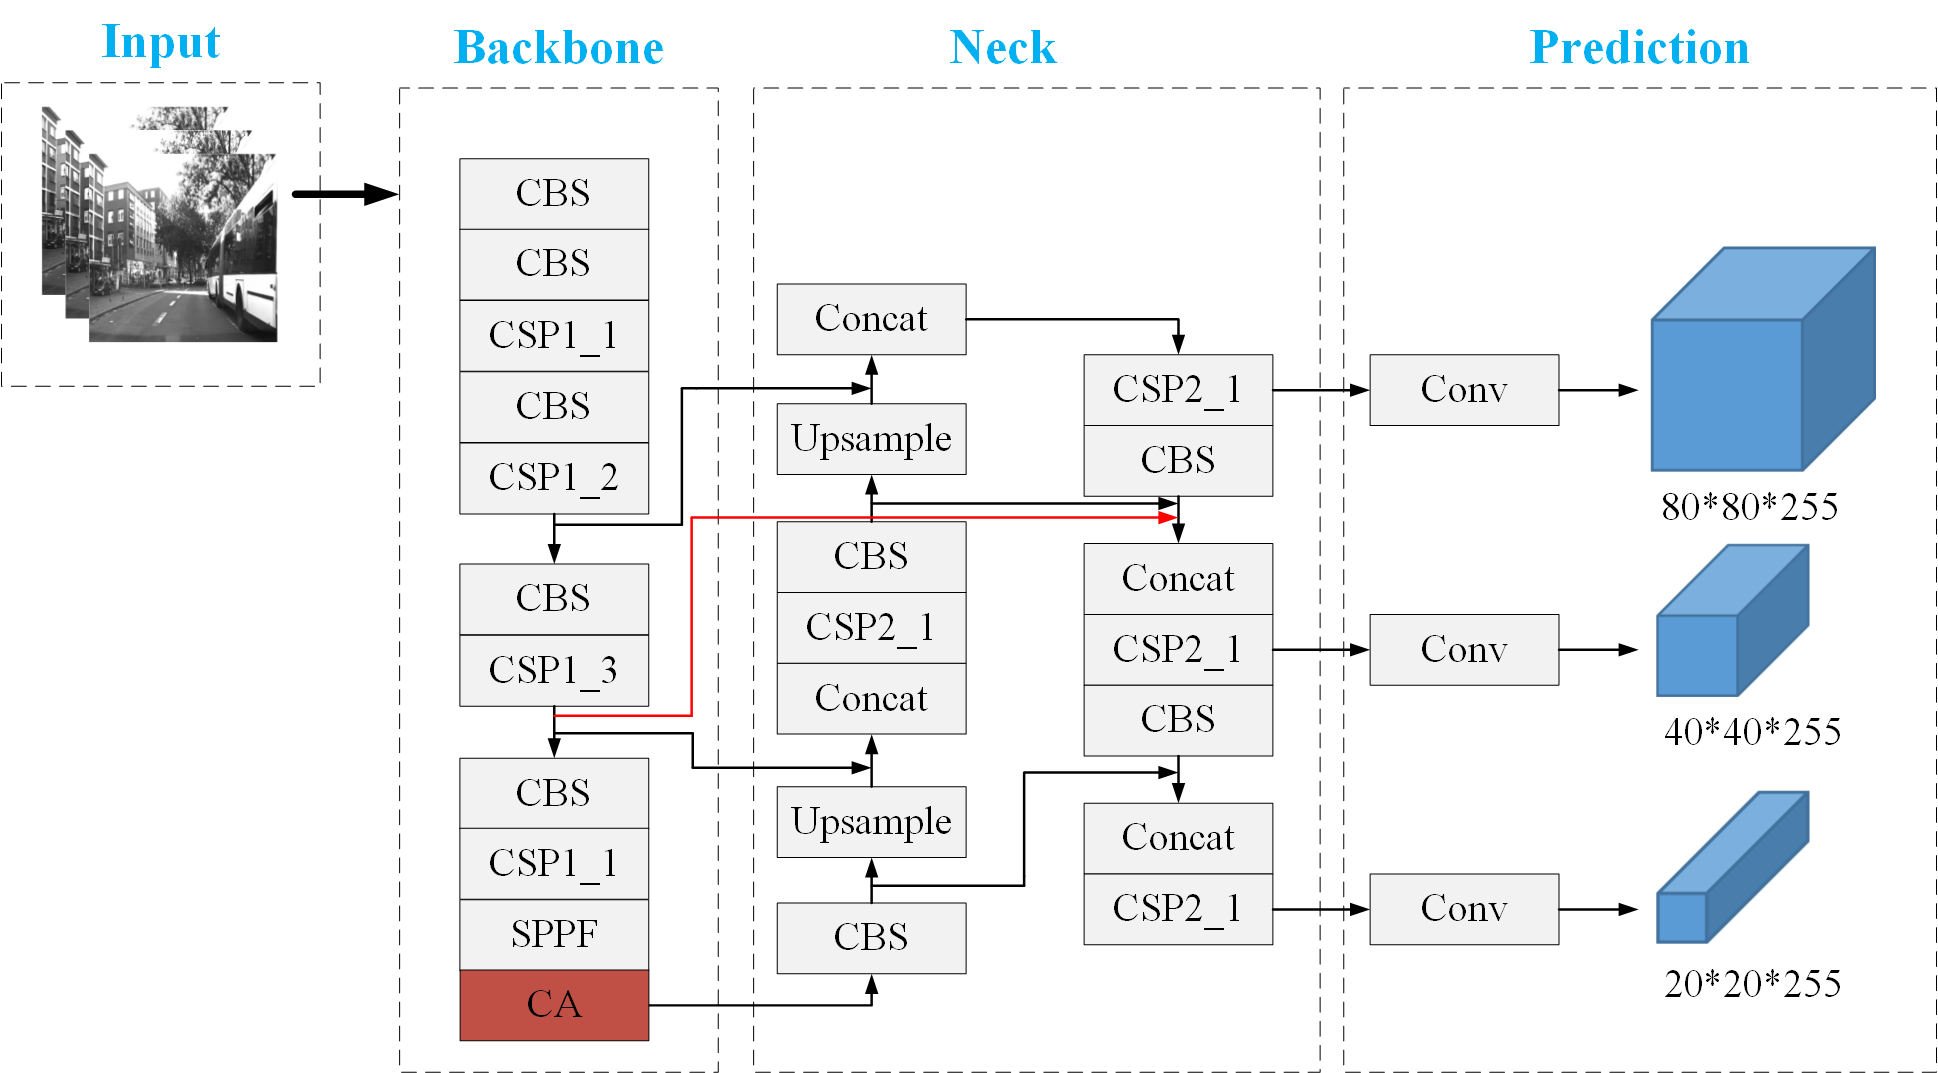 Input
Backbone
Neck
Prediction
CBS
CBS
CSP1_1
CBS
CSP1_2
CBS
CSP1_3
CBS
CSP1_1
SPPF
CA
Concat
Upsample
CBS
CSP2_1
Concat
Upsample
CBS
CSP2_1
CBS
Concat
CSP2_1
CBS
Concat
CSP2_1
Conv
80*80*255
Conv
40*40*255
Conv
20*20*255